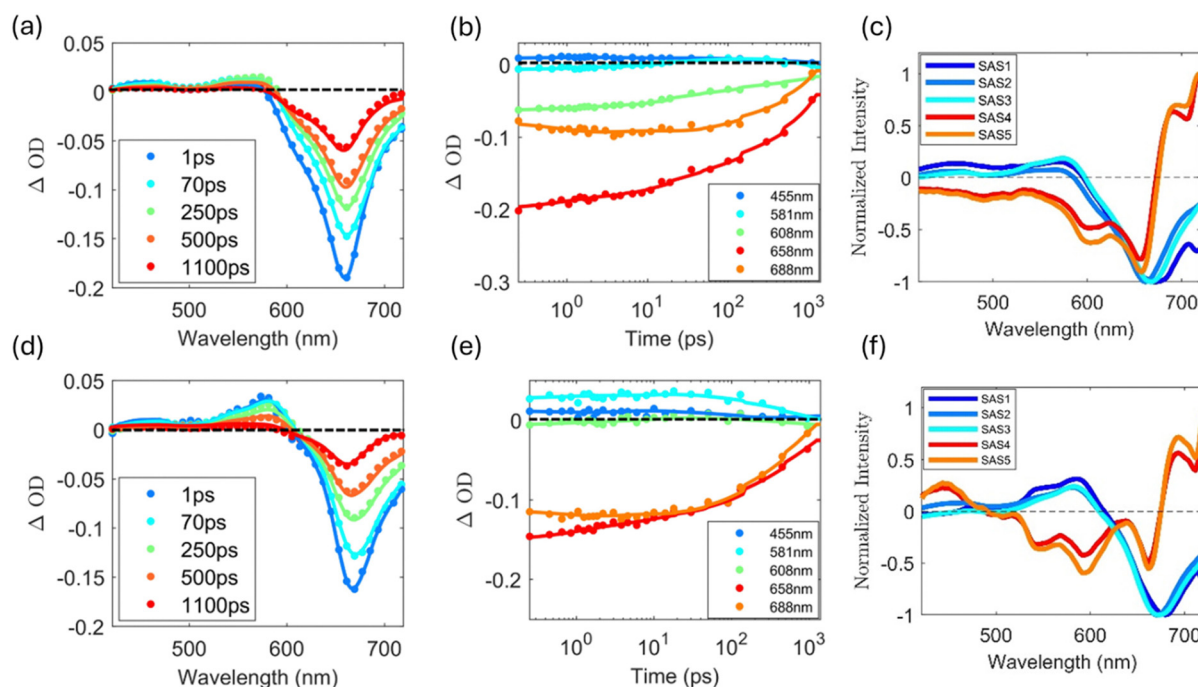 (a)
0.05
0
-0.05
-0.1
-0.15
-0.2
Δ OD
1ps
70ps
250ps
500ps
1100ps
500
600
700
Wavelength (nm)
(b)
0
-0.1
-0.2
-0.3
Δ OD
455nm
581nm
608nm
658nm
688nm
10^0
10^1
10^2
10^3
Time (ps)
(c)
1
0.5
0
-0.5
-1
Normalized Intensity
SAS1
SAS2
SAS3
SAS4
SAS5
500
600
700
Wavelength (nm)
(d)
0.05
0
-0.05
-0.1
-0.15
-0.2
Δ OD
1ps
70ps
250ps
500ps
1100ps
500
600
700
Wavelength (nm)
(e)
0
-0.1
-0.2
Δ OD
455nm
581nm
608nm
658nm
688nm
10^0
10^1
10^2
10^3
Time (ps)
(f)
1
0.5
0
-0.5
-1
Normalized Intensity
SAS1
SAS2
SAS3
SAS4
SAS5
500
600
700
Wavelength (nm)